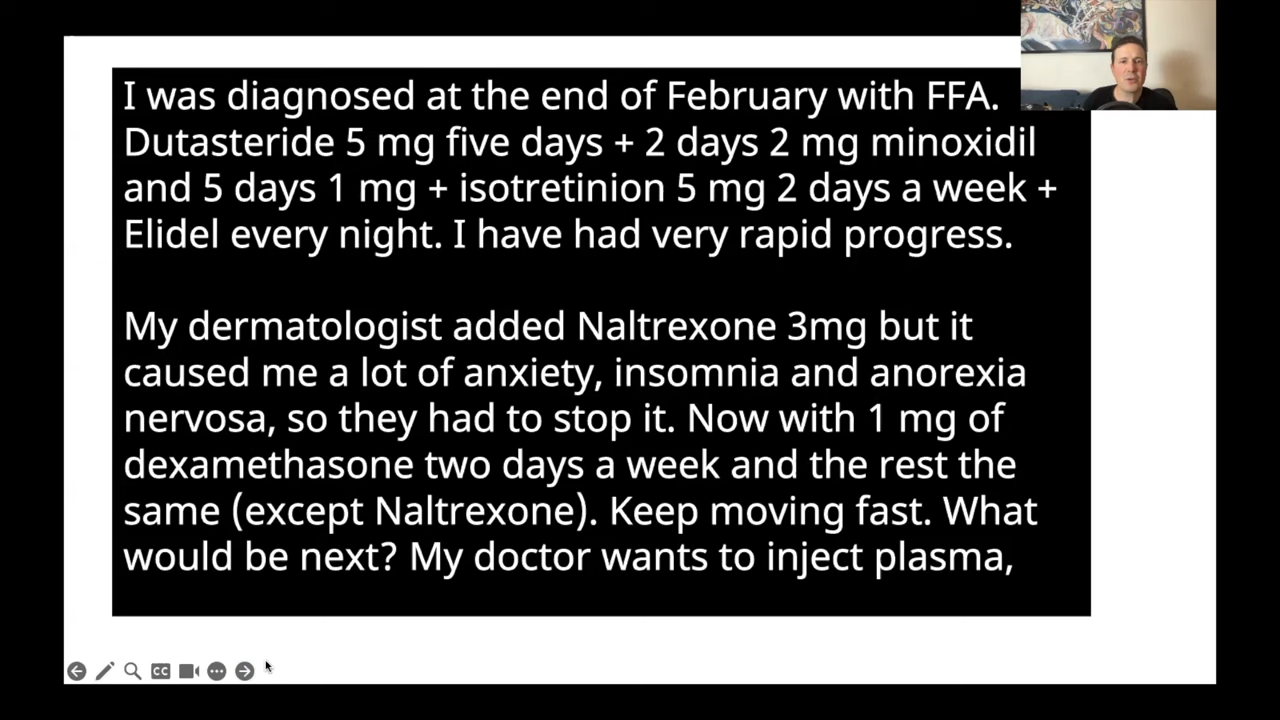 I was diagnosed at the end of February with FFA.
Dutasteride 5 mg five days + 2 days 2 mg minoxidil
and 5 days 1 mg + isotretinion 5 mg 2 days a week +
Elidel every night. I have had very rapid progress.
My dermatologist added Naltrexone 3mg but it
caused me a lot of anxiety, insomnia and anorexia
nervosa, so they had to stop it. Now with 1 mg of
dexamethasone two days a week and the rest the
same (except Naltrexone). Keep moving fast. What
would be next? My doctor wants to inject plasma,
CC